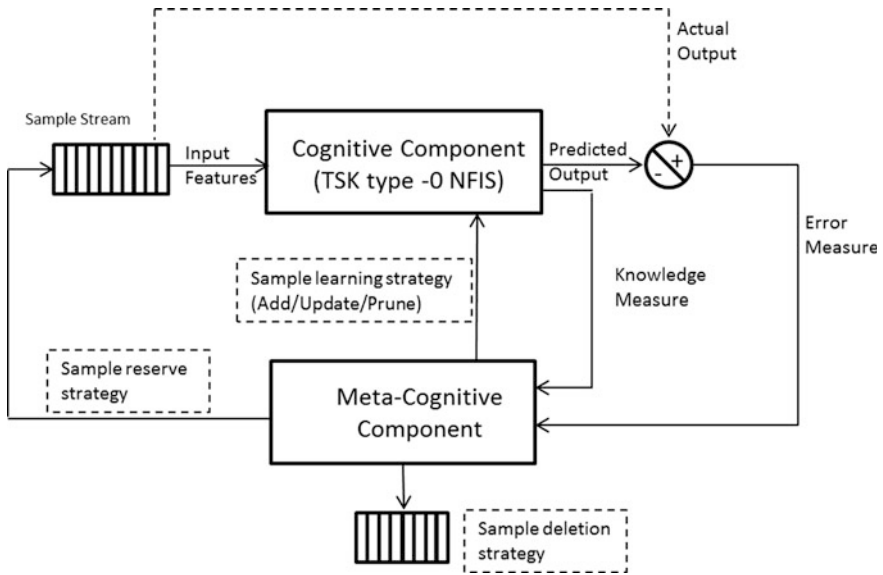 Actual
Output
Sample Stream
Input
Features
Cognitive Component
(TSK type -0 NFIS)
Predicted
Output
+
-
Error
Measure
Sample learning strategy
(Add/Update/Prune)
Knowledge
Measure
Sample reserve
strategy
Meta-Cognitive
Component
Sample deletion
strategy